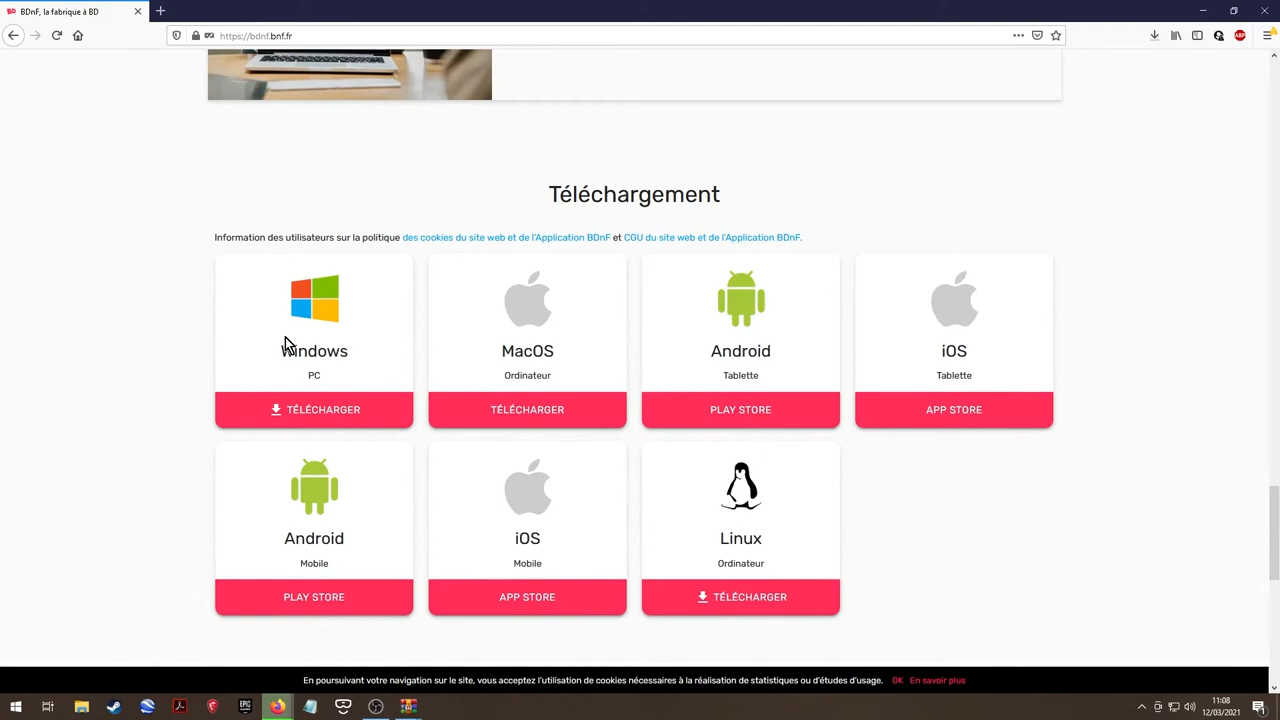 BDnF, la fabrique à BD
https://bdnf.bnf.fr
Téléchargement
Information des utilisateurs sur la politique des cookies du site web et de l'Application BDnF et CGU du site web et de l'Application BDnF.
Windows
PC
TÉLÉCHARGER
MacOS
Ordinateur
TÉLÉCHARGER
Android
Tablette
PLAY STORE
iOS
Tablette
APP STORE
Android
Mobile
PLAY STORE
iOS
Mobile
APP STORE
Linux
Ordinateur
TÉLÉCHARGER
En poursuivant votre navigation sur le site, vous acceptez l'utilisation de cookies nécessaires à la réalisation de statistiques ou d'études d'usage. OK En savoir plus
EPIC
11:08
12/03/2021